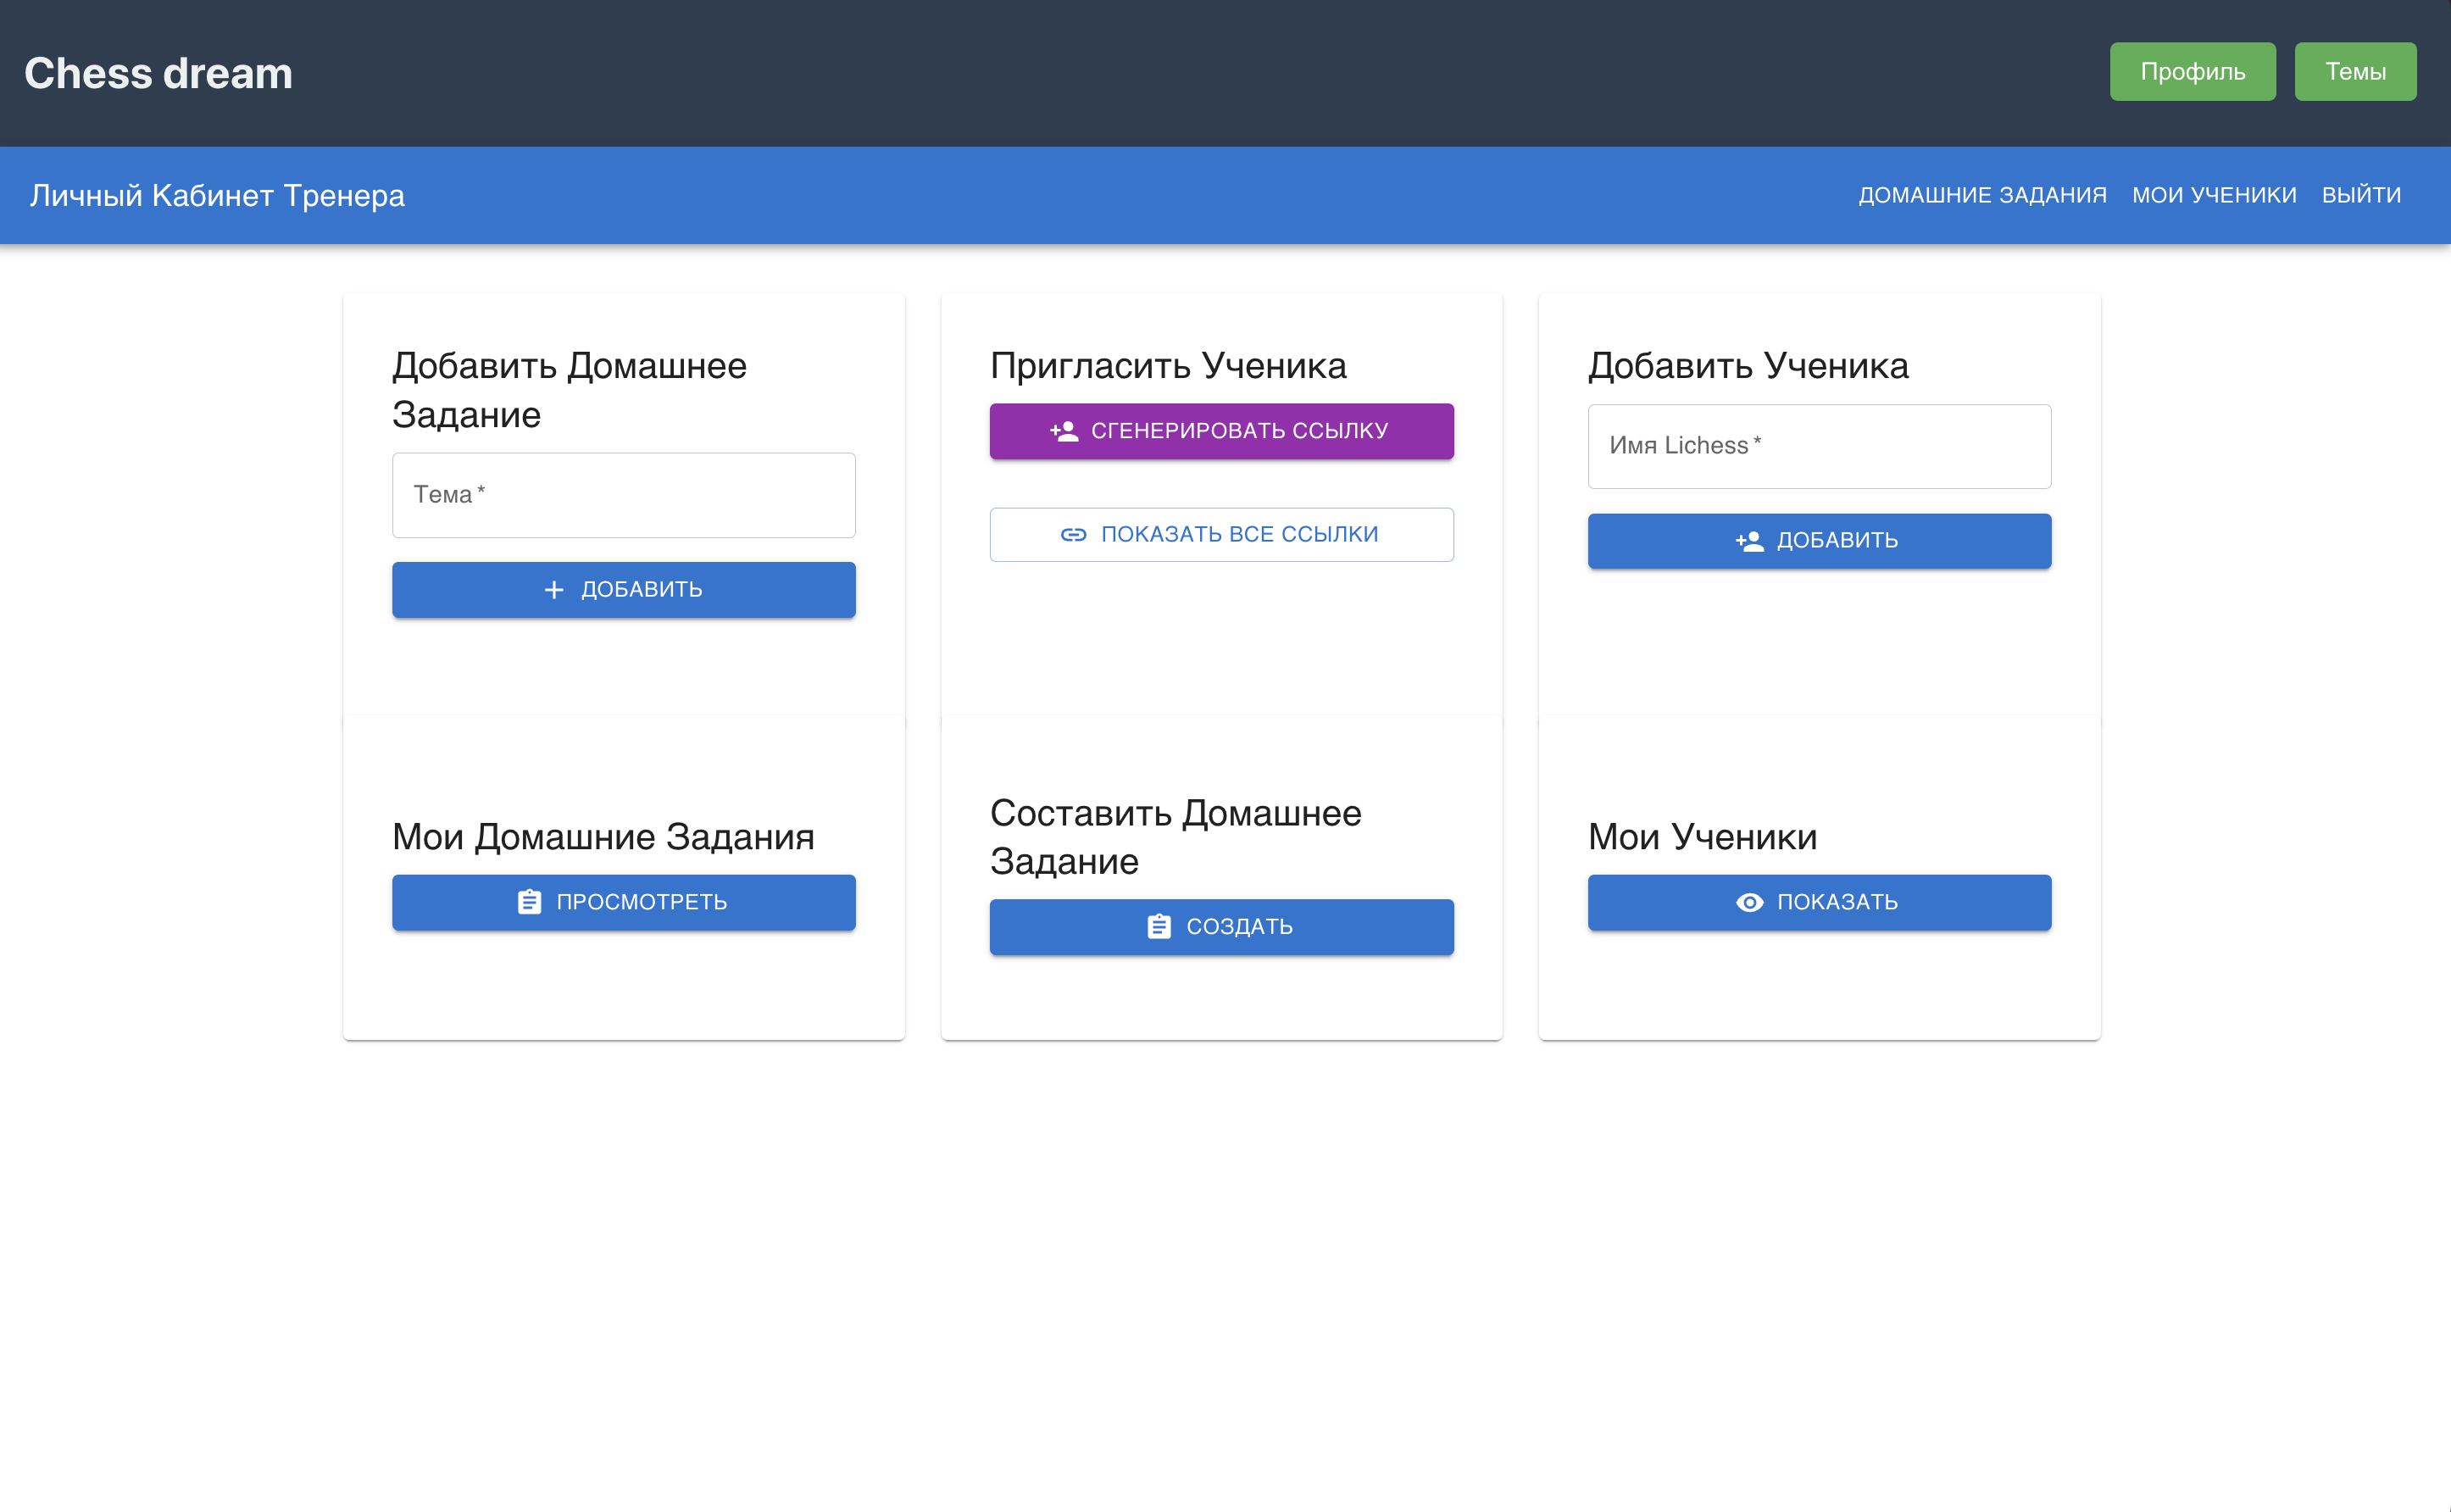 Chess dream
Профиль
Темы
Личный Кабинет Тренера
ДОМАШНИЕ ЗАДАНИЯ
МОИ УЧЕНИКИ
ВЫЙТИ
Добавить Домашнее
Задание
Тема *
ДОБАВИТЬ
Пригласить Ученика
СГЕНЕРИРОВАТЬ ССЫЛКУ
ПОКАЗАТЬ ВСЕ ССЫЛКИ
Добавить Ученика
Имя Lichess *
ДОБАВИТЬ
Мои Домашние Задания
ПРОСМОТРЕТЬ
Составить Домашнее
Задание
СОЗДАТЬ
Мои Ученики
ПОКАЗАТЬ